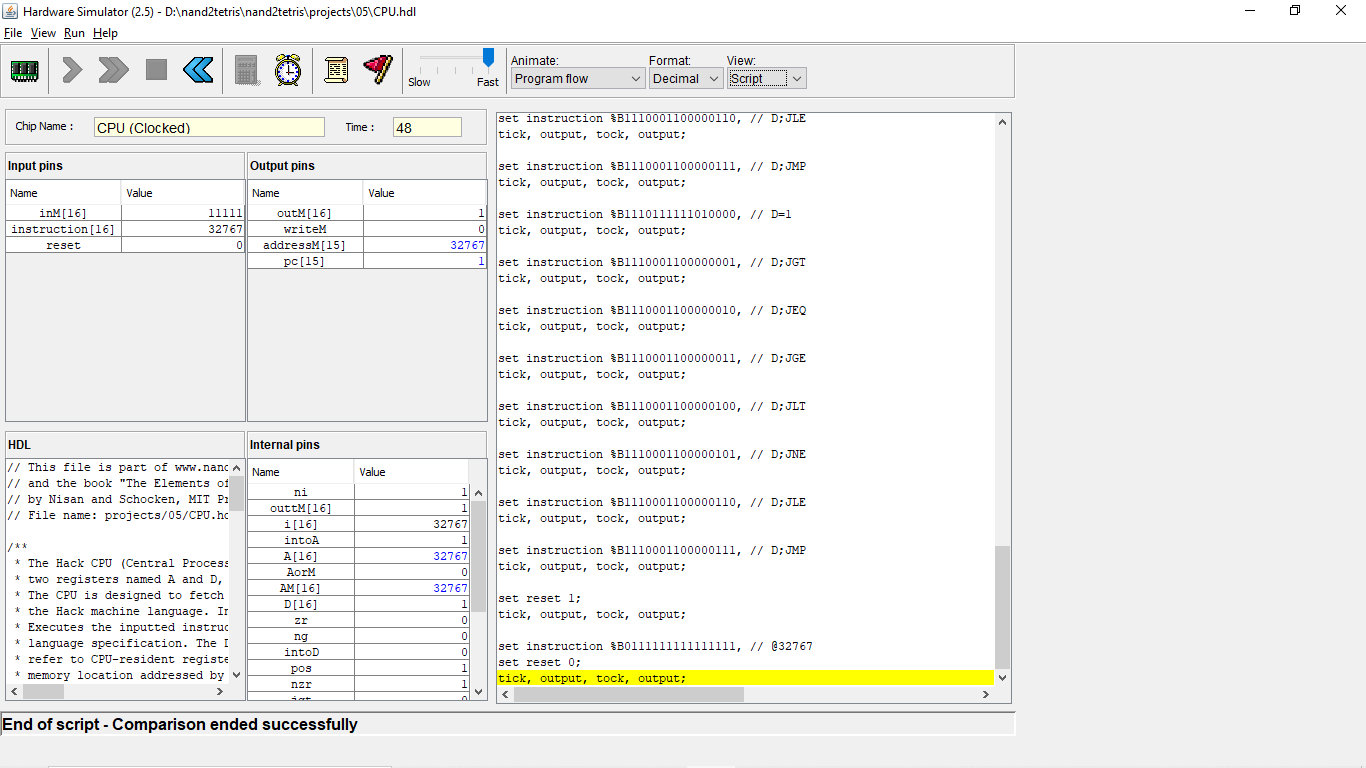 Hardware Simulator (2.5) - D:\nand2tetris\nand2tetris\projects\05\CPU.hdl
File View Run Help
Slow Fast
Animate: Format: View:
Program flow Decimal Script
Chip Name : CPU (Clocked) Time : 48
Input pins
Name Value
inM[16] 11111
instruction[16] 32767
reset 0
Output pins
Name Value
outM[16] 1
writeM 0
addressM[15] 32767
pc[15] 1
HDL
// This file is part of www.nand
// and the book "The Elements of
// by Nisan and Schocken, MIT Pr
// File name: projects/05/CPU.hd
/**
* The Hack CPU (Central Process
* two registers named A and D,
* The CPU is designed to fetch
* the Hack machine language. In
* Executes the inputted instruc
* language specification. The D
* refer to CPU-resident registe
* memory location addressed by
Internal pins
Name Value
ni 1
outtM[16] 1
i[16] 32767
intoA 1
A[16] 32767
AorM 0
AM[16] 32767
D[16] 1
zr 0
ng 0
intoD 0
pos 1
nzr 1
set instruction %B1110001100000110, // D;JLE
tick, output, tock, output;
set instruction %B1110001100000111, // D;JMP
tick, output, tock, output;
set instruction %B1110111111010000, // D=1
tick, output, tock, output;
set instruction %B1110001100000001, // D;JGT
tick, output, tock, output;
set instruction %B1110001100000010, // D;JEQ
tick, output, tock, output;
set instruction %B1110001100000011, // D;JGE
tick, output, tock, output;
set instruction %B1110001100000100, // D;JLT
tick, output, tock, output;
set instruction %B1110001100000101, // D;JNE
tick, output, tock, output;
set instruction %B1110001100000110, // D;JLE
tick, output, tock, output;
set instruction %B1110001100000111, // D;JMP
tick, output, tock, output;
set reset 1;
tick, output, tock, output;
set instruction %B0111111111111111, // @32767
set reset 0;
tick, output, tock, output;
End of script - Comparison ended successfully